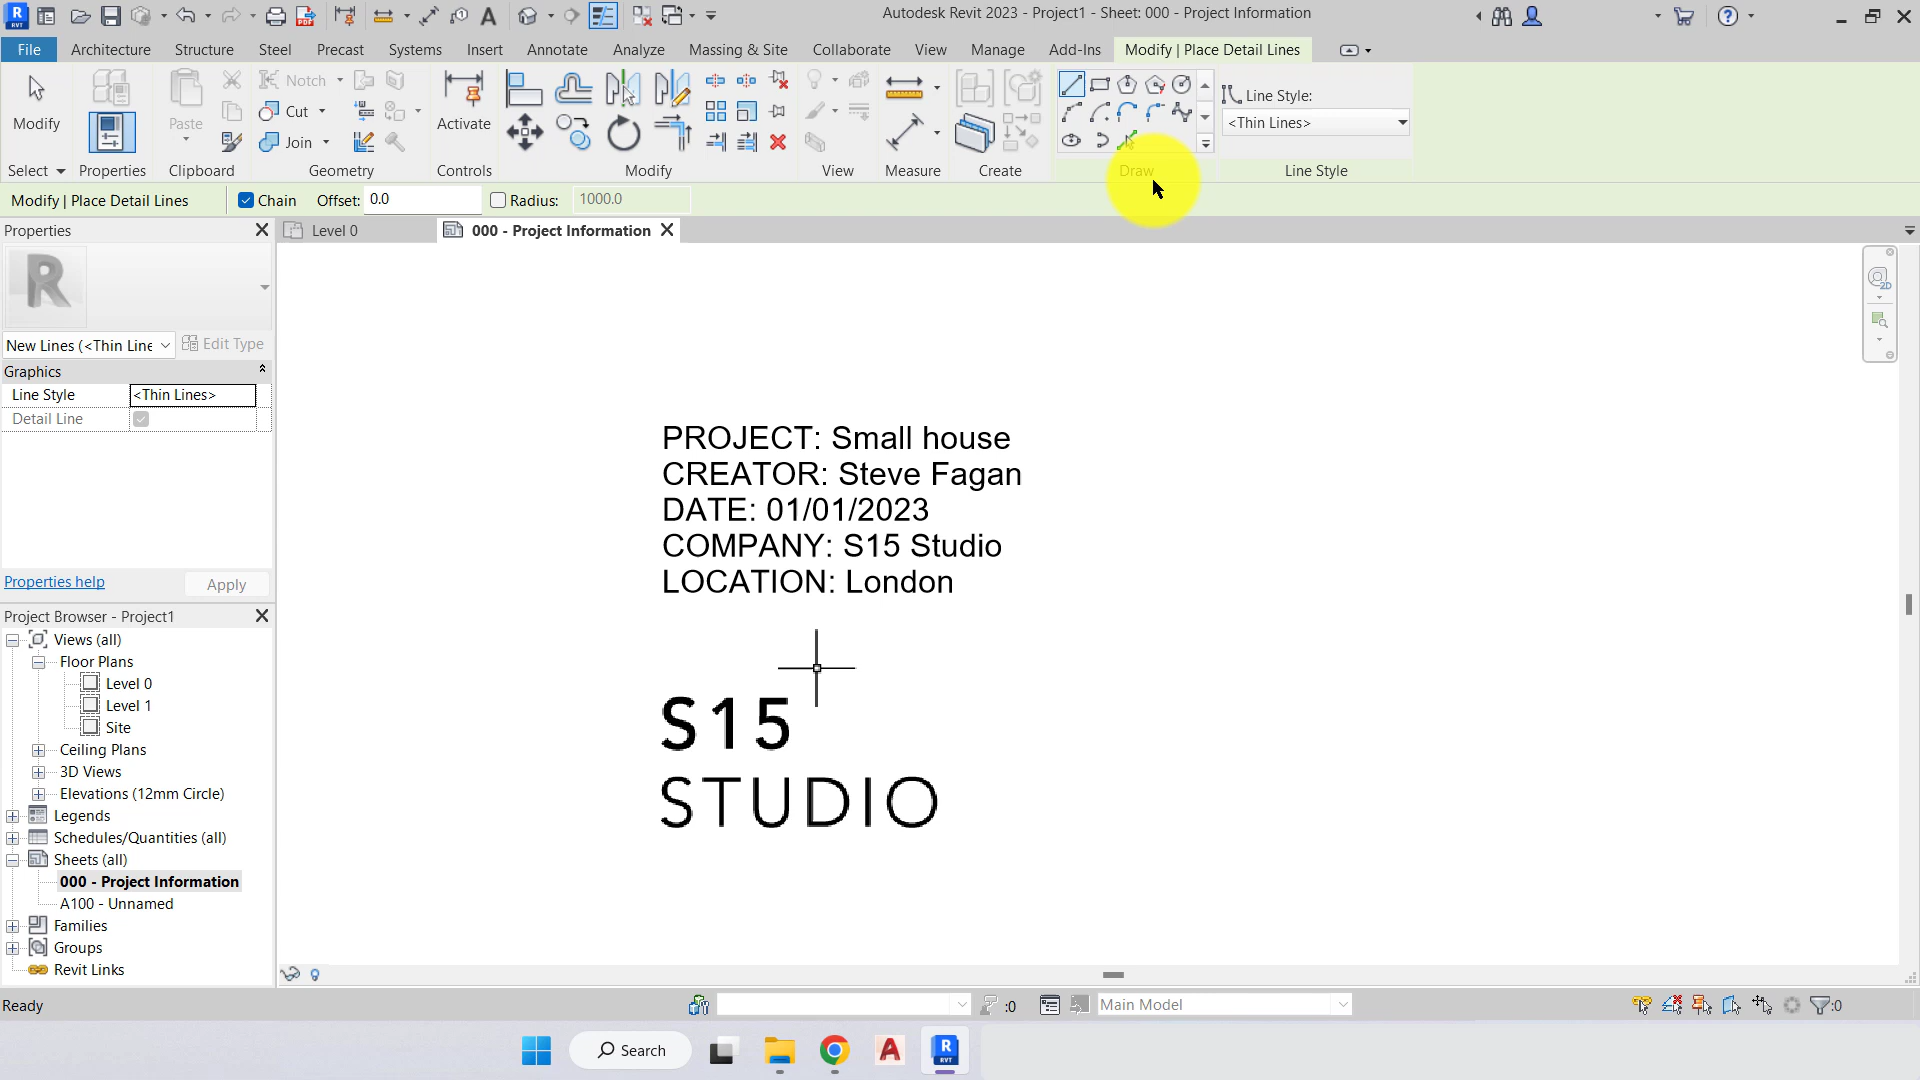 Autodesk Revit 2023 - Project1 - Sheet: 000 - Project Information
File Architecture Structure Steel Precast Systems Insert Annotate Analyze Massing & Site Collaborate View Manage Add-Ins Modify | Place Detail Lines
Modify
Paste
Notch
Cut
Join
Activate
Line Style:
<Thin Lines>
Select Properties Clipboard Geometry Controls Modify View Measure Create Draw Line Style
Modify | Place Detail Lines Chain Offset: 0.0 Radius: 1000.0
Properties
Level 0
000 - Project Information
R
New Lines (<Thin Line
Edit Type
Graphics
Line Style <Thin Lines>
Detail Line
Properties help
Apply
Project Browser - Project1
Views (all)
Floor Plans
Level 0
Level 1
Site
Ceiling Plans
3D Views
Elevations (12mm Circle)
Legends
Schedules/Quantities (all)
Sheets (all)
000 - Project Information
A100 - Unnamed
Families
Groups
Revit Links
PROJECT: Small house
CREATOR: Steve Fagan
DATE: 01/01/2023
COMPANY: S15 Studio
LOCATION: London
S15
STUDIO
2D
Ready
:0
Main Model
:0
Search
A
R
RVT